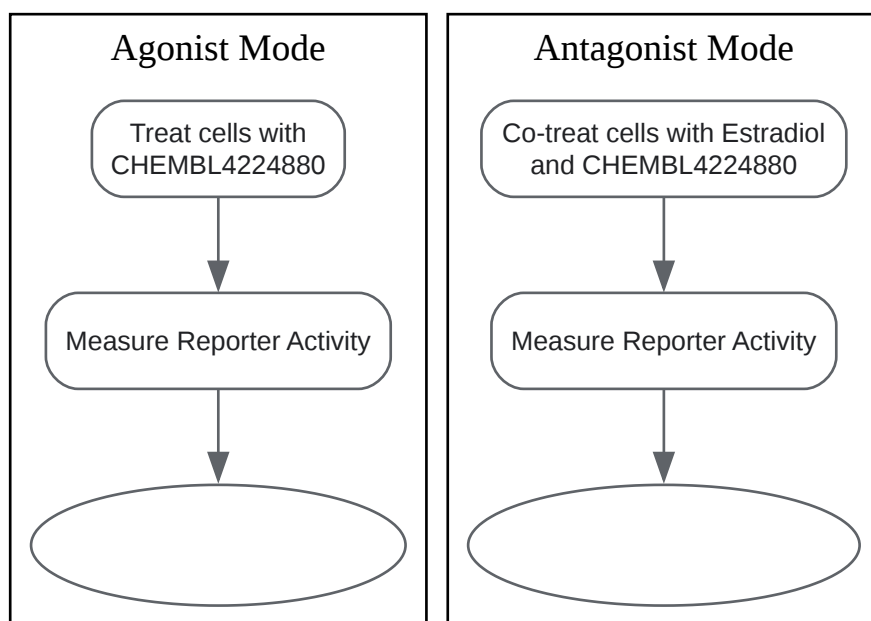 Agonist Mode
Treat cells with
CHEMBL4224880
Measure Reporter Activity
Antagonist Mode
Co-treat cells with Estradiol
and CHEMBL4224880
Measure Reporter Activity